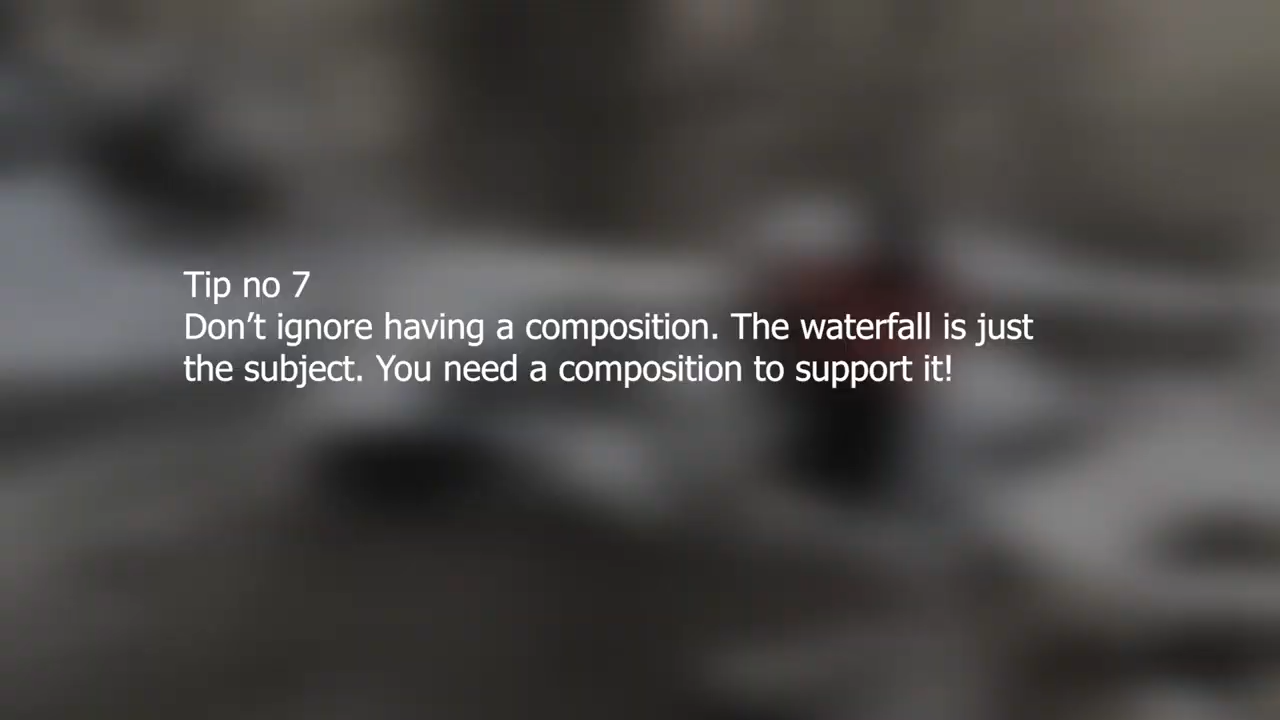 Tip no 7
Don’t ignore having a composition. The waterfall is just
the subject. You need a composition to support it!